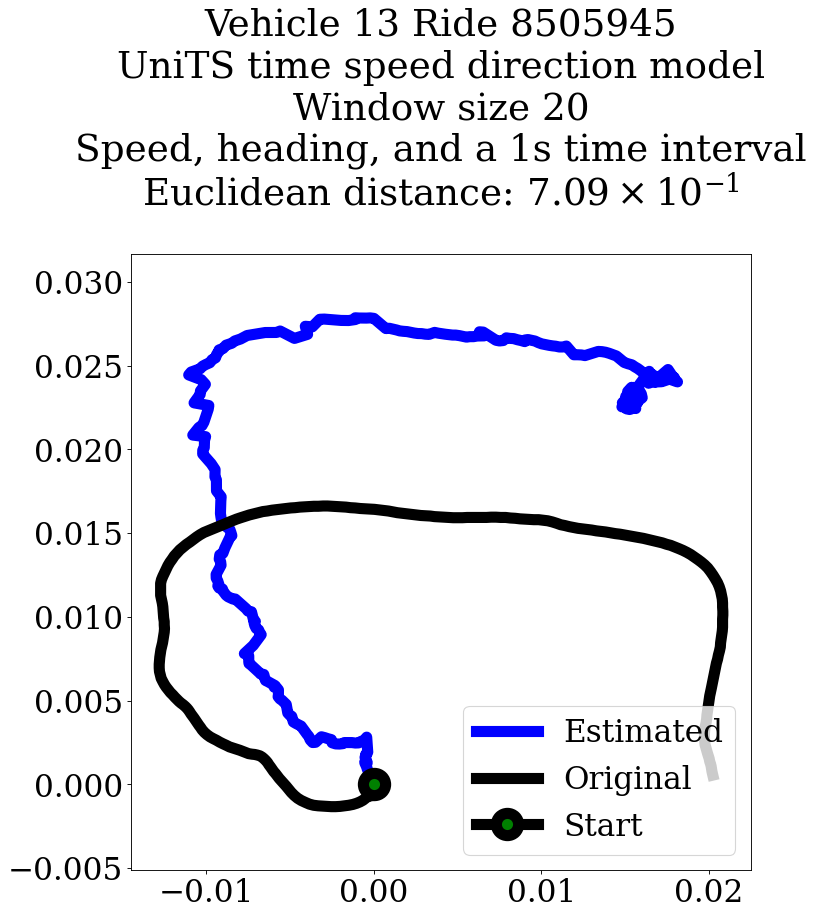 Vehicle 13 Ride 8505945
UniTS time speed direction model
Window size 20
Speed, heading, and a 1s time interval
Euclidean distance: 7.09 × 10⁻¹
0.030
0.025
0.020
0.015
0.010
0.005
0.000
−0.005
−0.01
0.00
0.01
0.02
Estimated
Original
Start